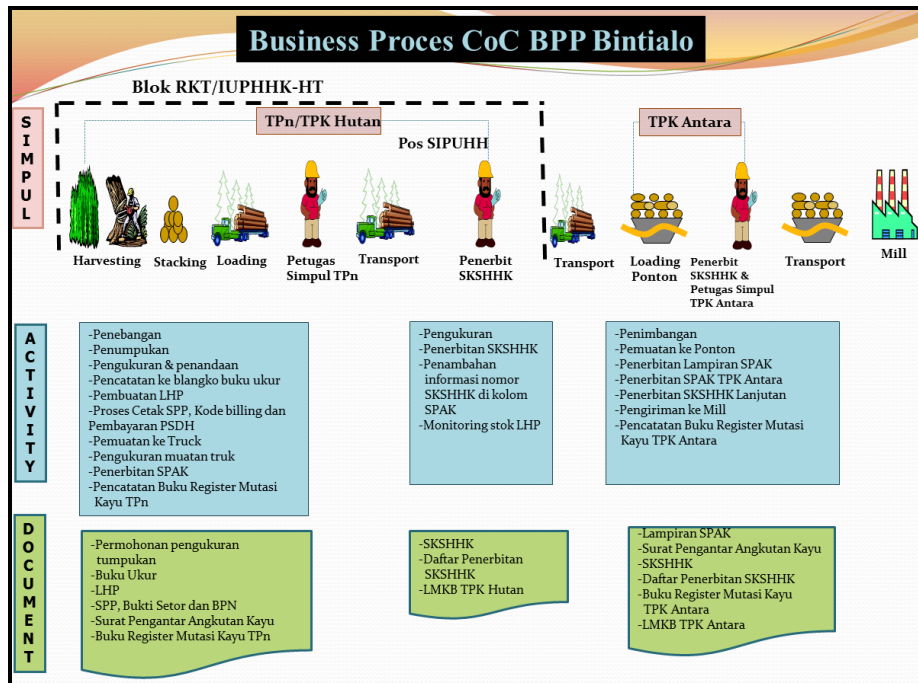 Business Proces CoC BPP Bintialo
Blok RKT/IUPHHK-HT
SIMPUL
TPn/TPK Hutan
TPK Antara
Pos SIPUHH
Harvesting
Stacking
Loading
Petugas
Simpul TPn
Transport
Penerbit
SKSHHK
Transport
Loading
Ponton
Penerbit
SKSHHK &
Petugas Simpul
TPK Antara
Transport
Mill
ACTIVITY
-Penebangan
-Penumpukan
-Pengukuran & penandaan
-Pencatatan ke blangko buku ukur
-Pembuatan LHP
-Proses Cetak SPP, Kode billing dan
Pembayaran PSDH
-Pemuatan ke Truck
-Pengukuran muatan truk
-Penerbitan SPAK
-Pencatatan Buku Register Mutasi
Kayu TPn
-Pengukuran
-Penerbitan SKSHHK
-Penambahan
informasi nomor
SKSHHK di kolom
SPAK
-Monitoring stok LHP
-Penimbangan
-Pemuatan ke Ponton
-Penerbitan Lampiran SPAK
-Penerbitan SPAK TPK Antara
-Penerbitan SKSHHK Lanjutan
-Pengiriman ke Mill
-Pencatatan Buku Register Mutasi
Kayu TPK Antara
DOCUMENT
-Permohonan pengukuran
tumpukan
-Buku Ukur
-LHP
-SPP, Bukti Setor dan BPN
-Surat Pengantar Angkutan Kayu
-Buku Register Mutasi Kayu TPn
-SKSHHK
-Daftar Penerbitan
SKSHHK
-LMKB TPK Hutan
-Lampiran SPAK
-Surat Pengantar Angkutan Kayu
-SKSHHK
-Daftar Penerbitan SKSHHK
-Buku Register Mutasi Kayu
TPK Antara
-LMKB TPK Antara